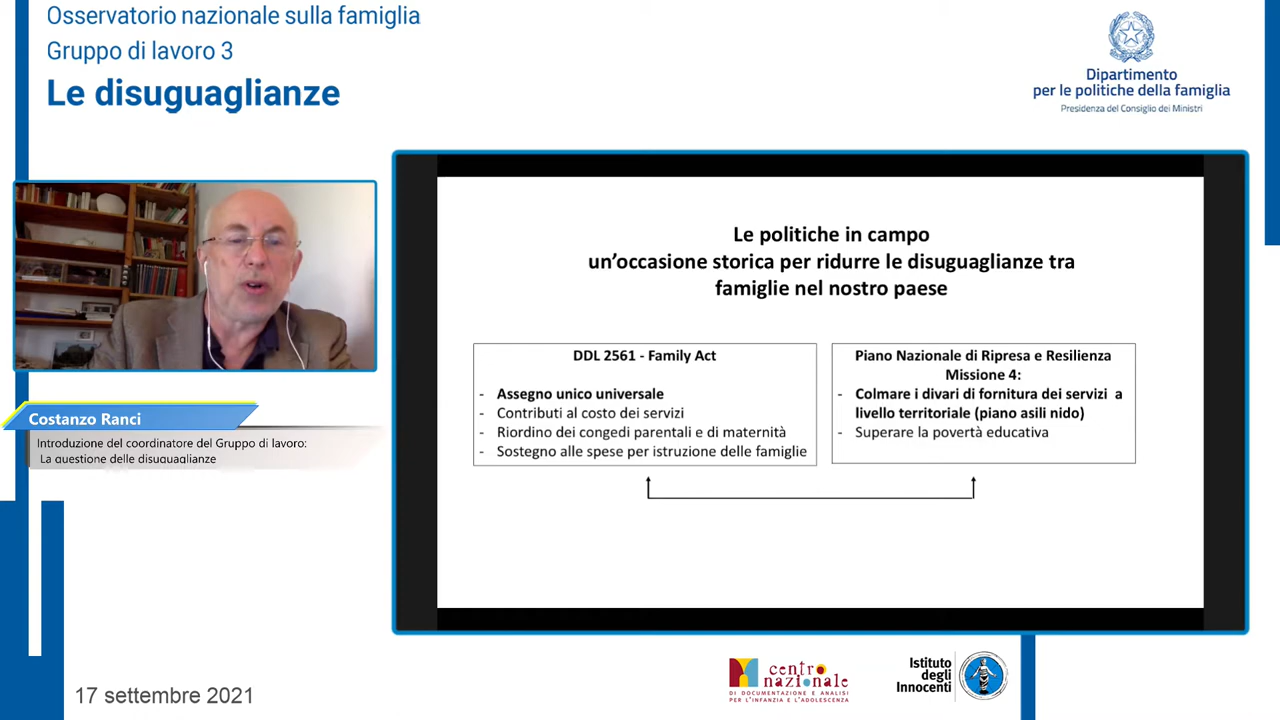 Osservatorio nazionale sulla famiglia
Gruppo di lavoro 3
Le disuguaglianze
Dipartimento
per le politiche della famiglia
Presidenza del Consiglio dei Ministri
Le politiche in campo
un’occasione storica per ridurre le disuguaglianze tra
famiglie nel nostro paese
DDL 2561 - Family Act
- Assegno unico universale
- Contributi al costo dei servizi
- Riordino dei congedi parentali e di maternità
- Sostegno alle spese per istruzione delle famiglie
Piano Nazionale di Ripresa e Resilienza
Missione 4:
- Colmare i divari di fornitura dei servizi a
livello territoriale (piano asili nido)
- Superare la povertà educativa
Costanzo Ranci
Introduzione del coordinatore del Gruppo di lavoro:
La questione delle disuguaglianze
17 settembre 2021
centro
nazionale
DI DOCUMENTAZIONE E ANALISI
PER L'INFANZIA E L'ADOLESCENZA
Istituto
degli
Innocenti